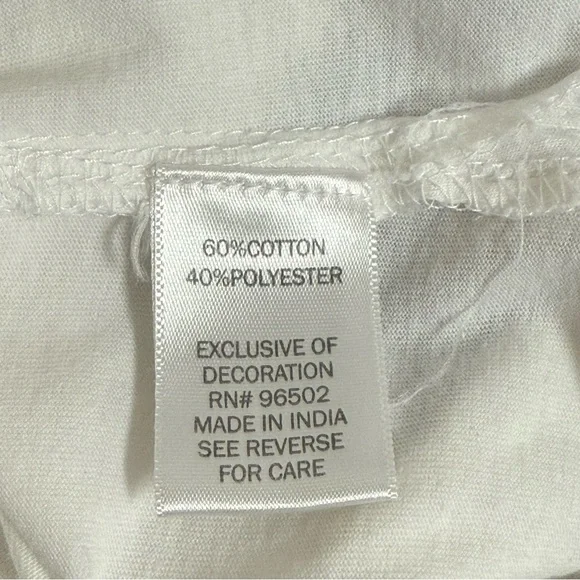 60%COTTON
40%POLYESTER
EXCLUSIVE OF
DECORATION
RN# 96502
MADE IN INDIA
SEE REVERSE
FOR CARE